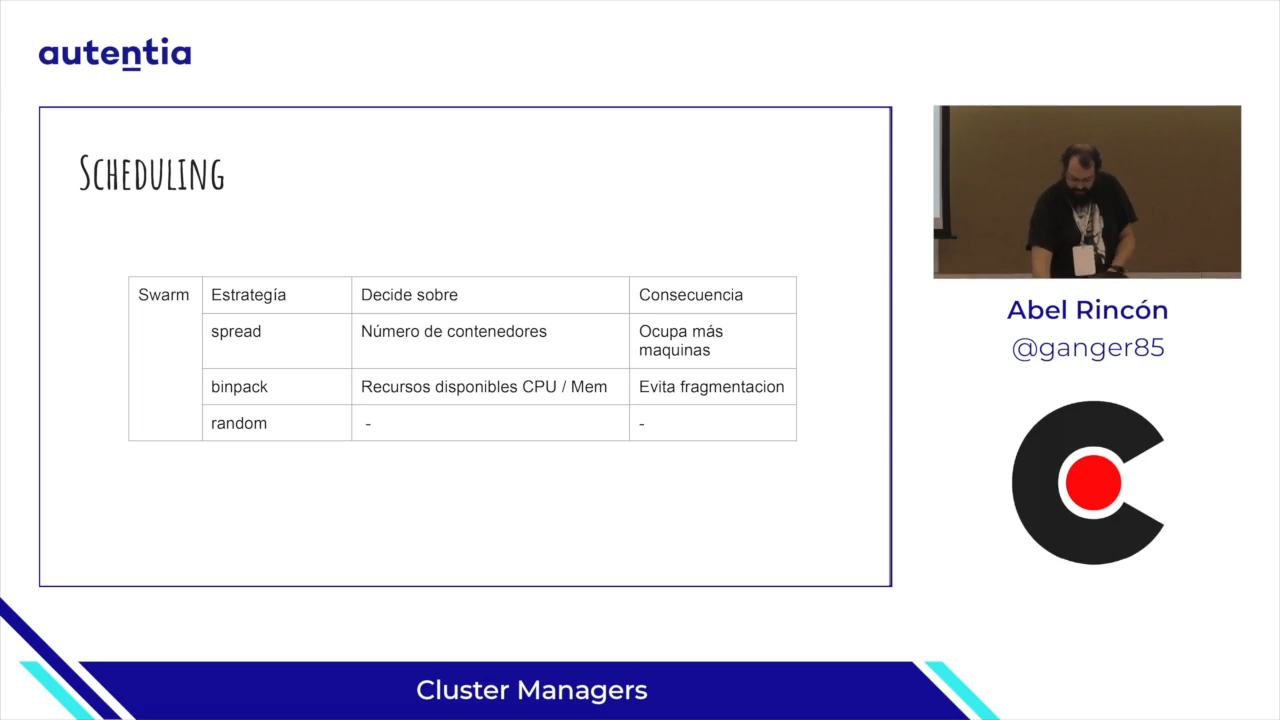 autentia
Scheduling
Swarm Estrategía Decide sobre Consecuencia
spread Número de contenedores Ocupa más
maquinas
binpack Recursos disponibles CPU / Mem Evita fragmentacion
random - -
Abel Rincón
@ganger85
Cluster Managers